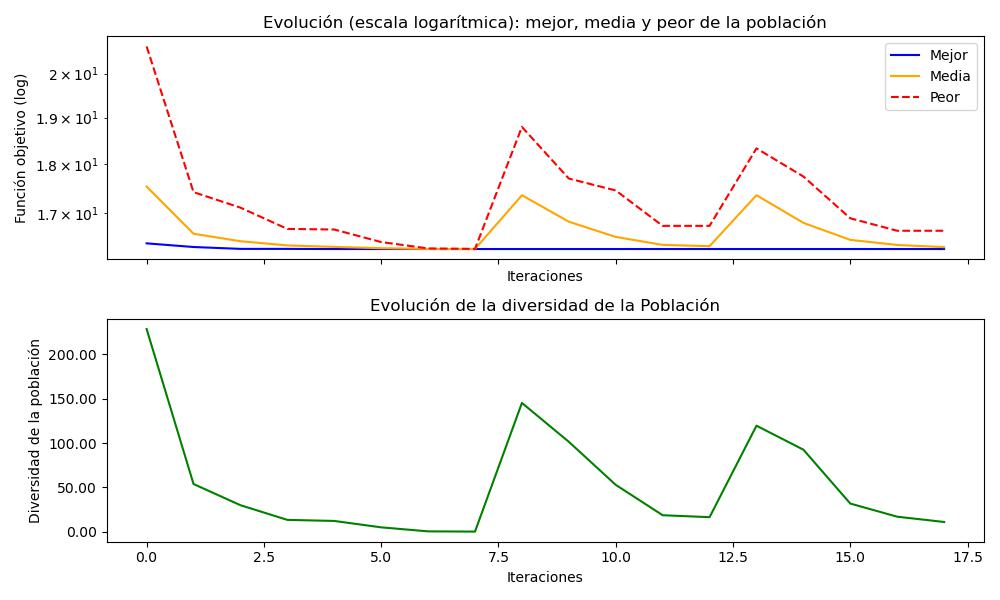 Evolución (escala logarítmica): mejor, media y peor de la población
Función objetivo (log)
2 × 10¹
1.9 × 10¹
1.8 × 10¹
1.7 × 10¹
Mejor
Media
Peor
Iteraciones
Evolución de la diversidad de la Población
Diversidad de la población
200.00
150.00
100.00
50.00
0.00
0.0 2.5 5.0 7.5 10.0 12.5 15.0 17.5
Iteraciones